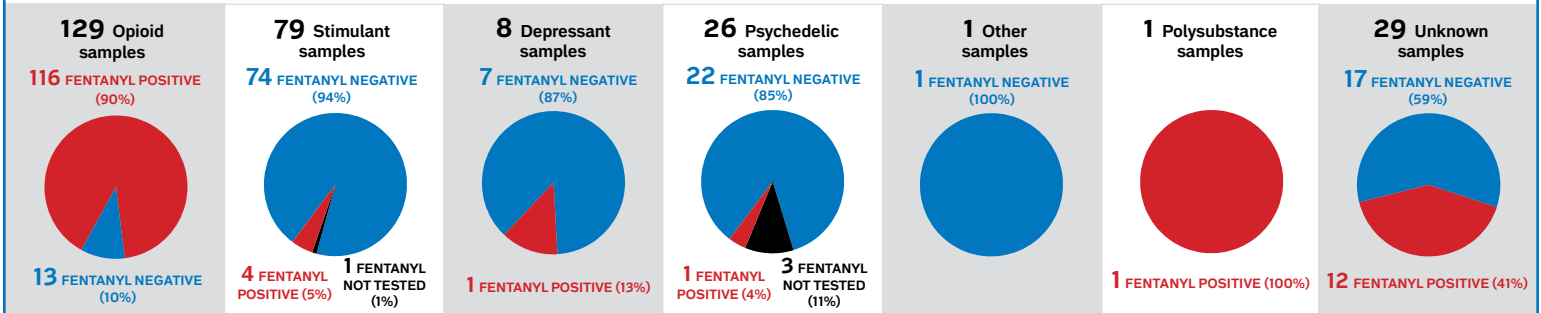 129 Opioid
samples
116 FENTANYL POSITIVE
(90%)
13 FENTANYL NEGATIVE
(10%)
79 Stimulant
samples
74 FENTANYL NEGATIVE
(94%)
4 FENTANYL
POSITIVE (5%)
1 FENTANYL
NOT TESTED
(1%)
8 Depressant
samples
7 FENTANYL NEGATIVE
(87%)
1 FENTANYL POSITIVE (13%)
26 Psychedelic
samples
22 FENTANYL NEGATIVE
(85%)
1 FENTANYL
POSITIVE (4%)
3 FENTANYL
NOT TESTED
(11%)
1 Other
samples
1 FENTANYL NEGATIVE
(100%)
1 Polysubstance
samples
1 FENTANYL POSITIVE (100%)
29 Unknown
samples
17 FENTANYL NEGATIVE
(59%)
12 FENTANYL POSITIVE (41%)